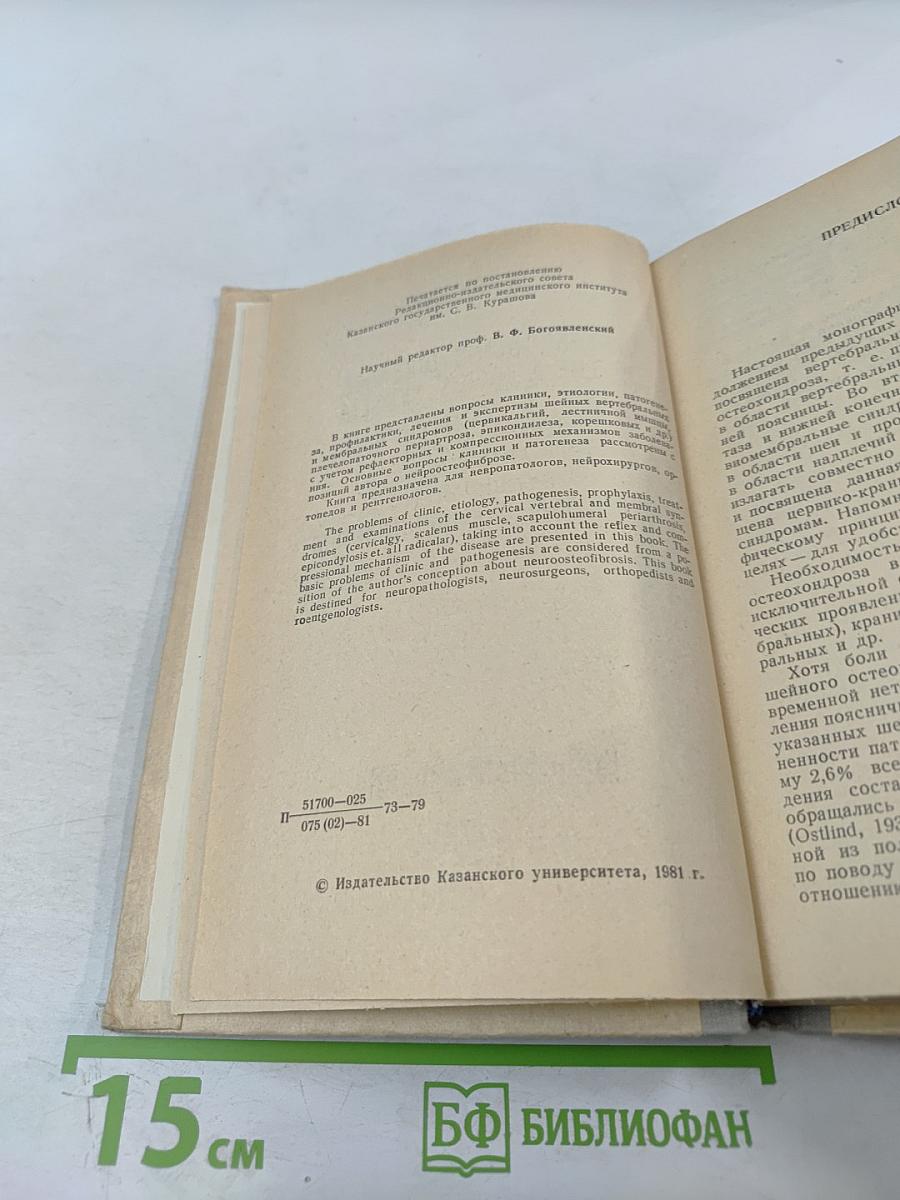 Печатается по постановлению
Редакционно-издательского совета
Казанского государственного медицинского института
им. С. В. Курашова
Научный редактор проф. В. Ф. Богоявленский
В книге представлены вопросы клиники, этиологии, патогене-
за, профилактики, лечения и экспертизы шейных вертебральных
и мембральных синдромов (цервикальгий, лестничной мышцы,
плечелопаточного периартроза, эпикондилеза, корешковых и др.)
с учетом рефлекторных и компрессионных механизмов заболева-
ния. Основные вопросы клиники и патогенеза рассмотрены с
позиций автора о нейроостеофиброзе.
Книга предназначена для невропатологов, нейрохирургов, ор-
топедов и рентгенологов.
The problems of clinic, etiology, pathogenesis, prophylaxis, treat-
ment and examinations of the cervical vertebral and membral syn-
dromes (cervicalgy, scalenus muscle, scapulohumeral periarthrosis,
epicondylosis et. all radicalar), taking into account the reflex and com-
pressional mechanism of the disease are presented in this book. The
basic problems of clinic and pathogenesis are considered from a po-
sition of the author's conception about neuroosteofibrosis. This book
is destined for neuropathologists, neurosurgeons, orthopedists and
roentgenologists.
П 51700—025 73—79
075 (02)—81
© Издательство Казанского университета, 1981 г.
ПРЕДИСЛО
Настоящая монографи
должением предыдущих
посвящена вертебральн
остеохондроза, т. е. п
в области вертебральны
ней поясницы. Во вт
таза и нижней конечн
виомембральные синдр
в области шеи и про
в области надплечий
излагать совместно
и посвящена данная
щена цервико-кран
синдромам. Напомн
фическому принци
целях — для удобст
Необходимость
остеохондроза в
исключительной
ческих проявлен
бральных), крани
ральных и др.
Хотя боли
шейного остео
временной нет
ления пояснич
указанных ше
ненности пат
му 2,6% все
дения соста
обращались
(Ostlind, 193
ной из пол
по поводу
отношению
15 см
БФ БИБЛИОФАН